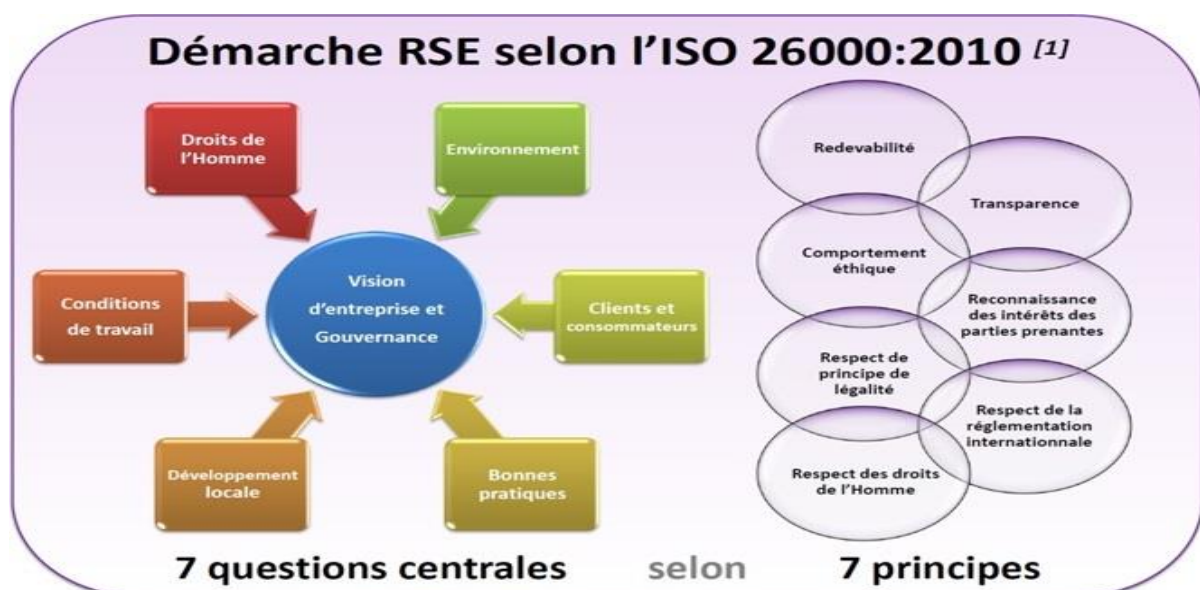 Démarche RSE selon l'ISO 26000:2010 [1]
Droits de
l'Homme
Environnement
Conditions
de travail
Vision
d'entreprise et
Gouvernance
Clients et
consommateurs
Développement
locale
Bonnes
pratiques
Redevabilité
Transparence
Comportement
éthique
Reconnaissance
des intérêts des
parties prenantes
Respect de
principe de
légalité
Respect de la
réglementation
internationnale
Respect des droits
de l'Homme
7 questions centrales selon 7 principes